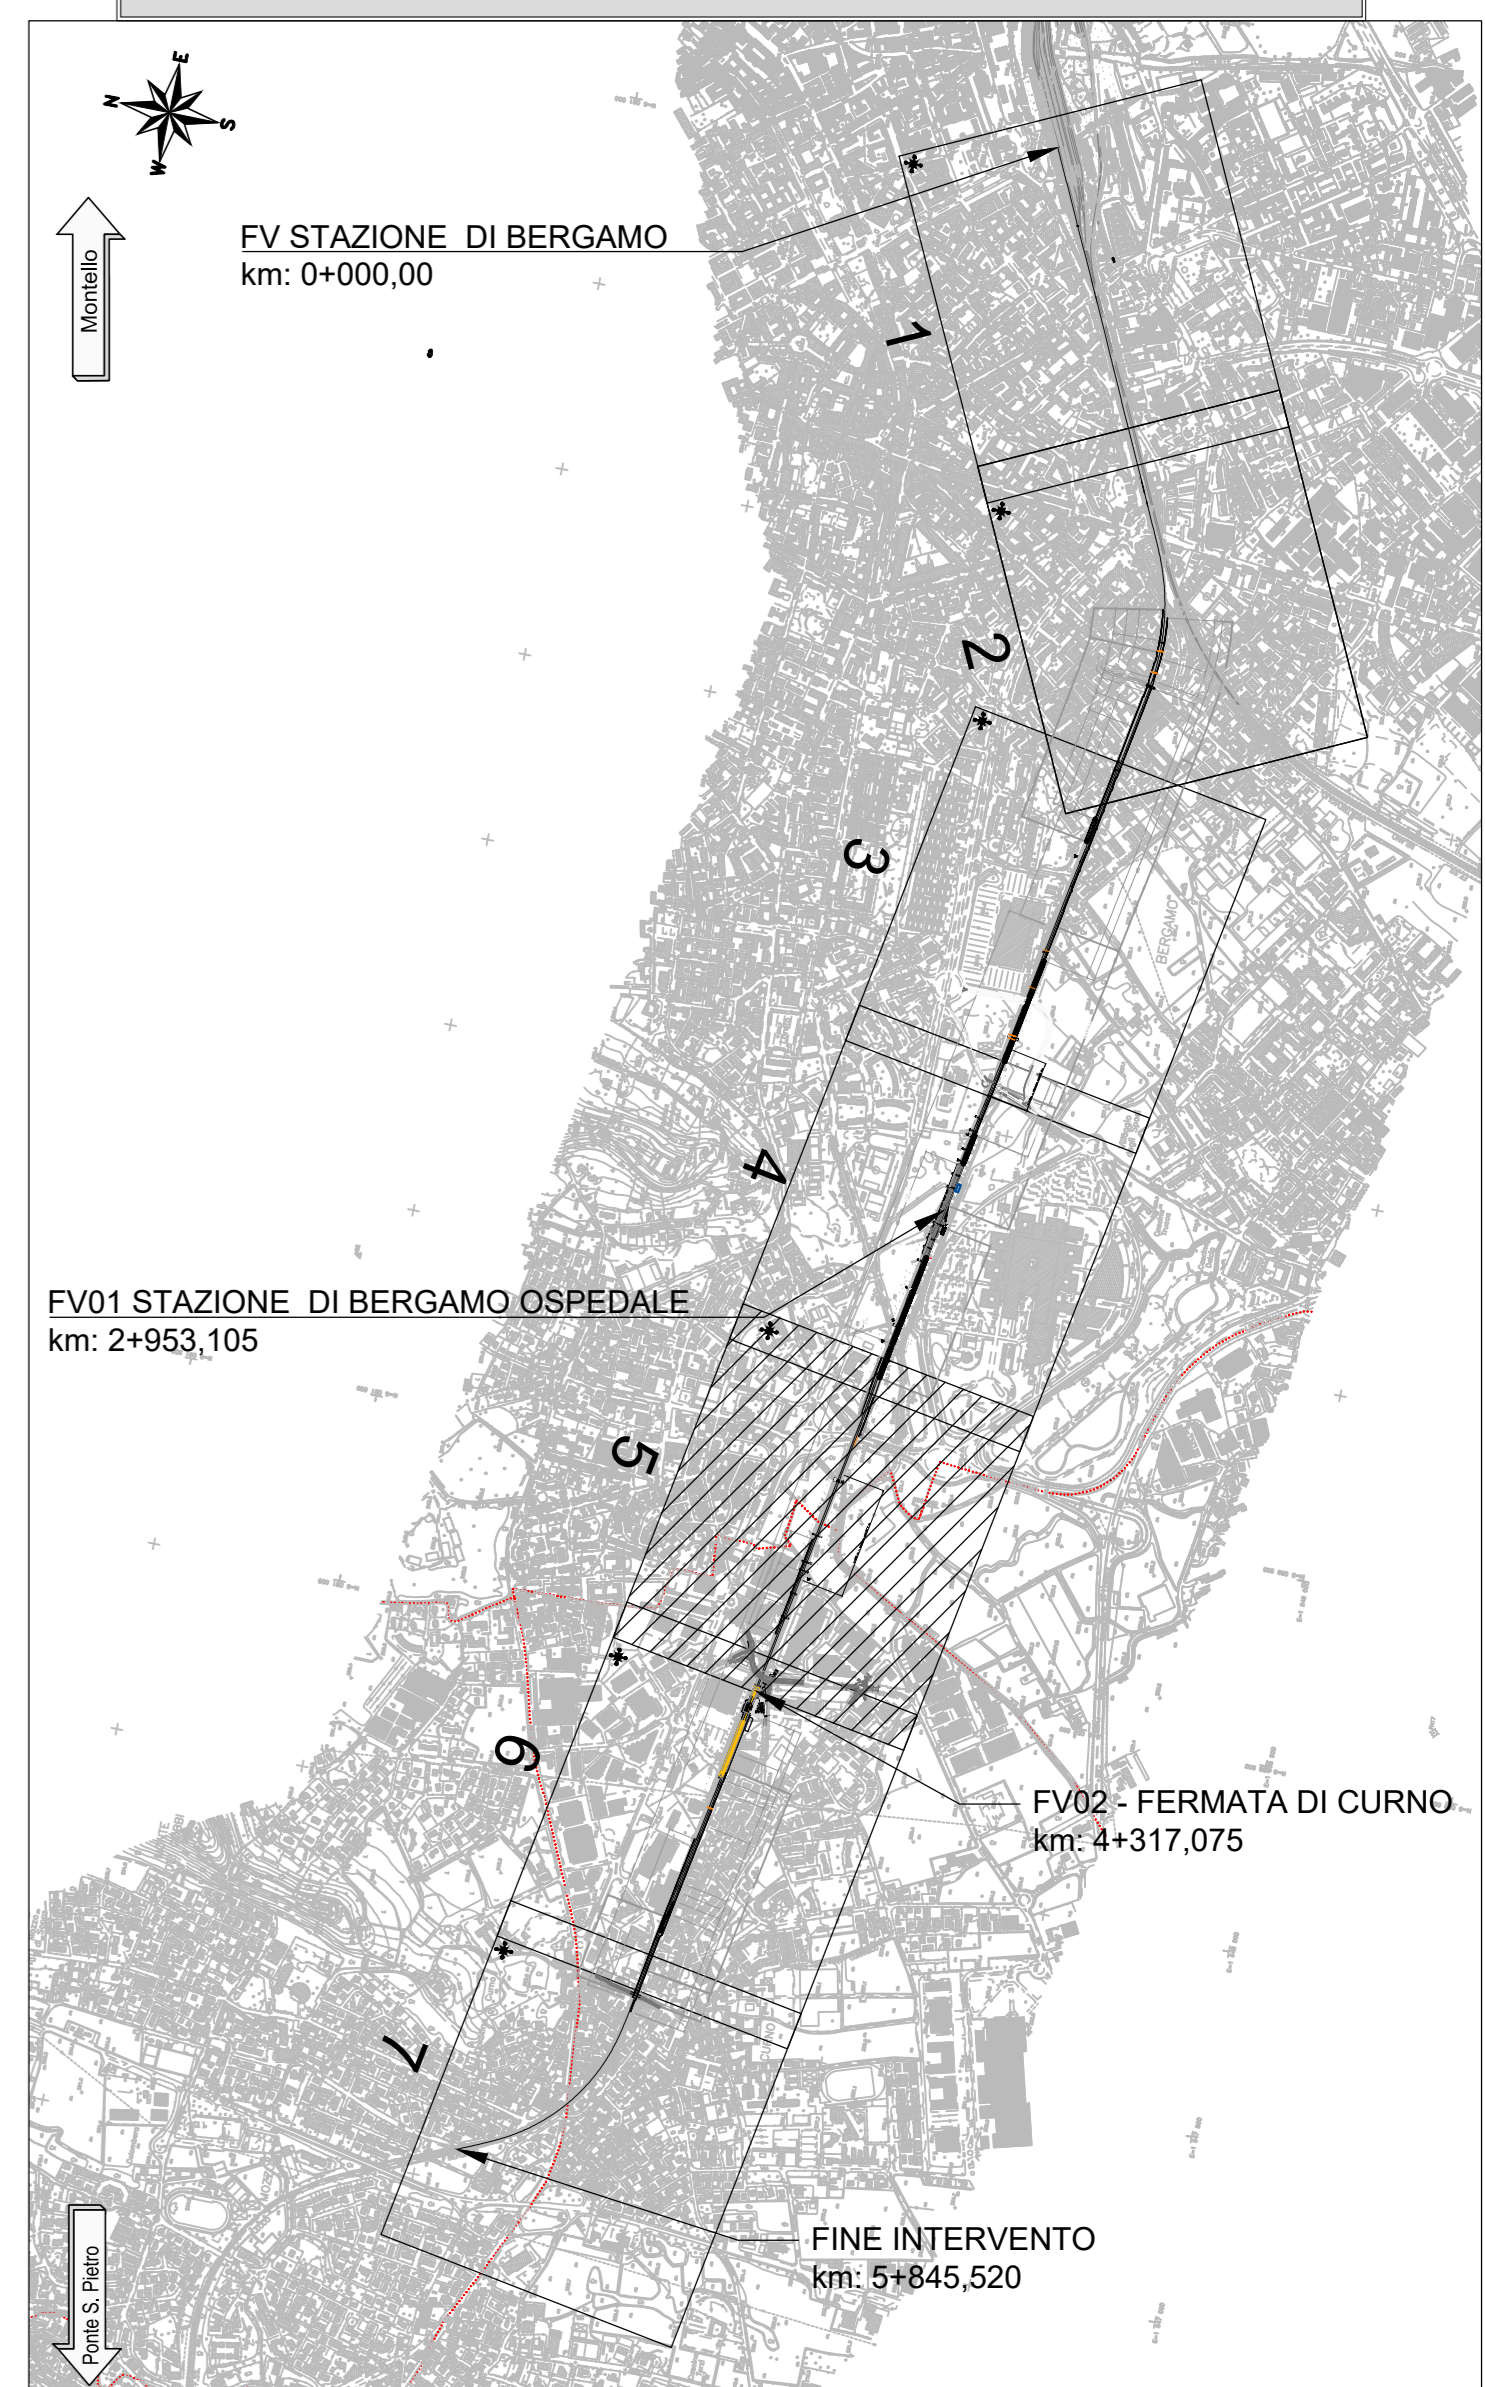 E
N
S
W
Montello
FV STAZIONE DI BERGAMO
km: 0+000,00
1
2
3
BERGAMO
4
FV01 STAZIONE DI BERGAMO OSPEDALE
km: 2+953,105
5
6
FV02 - FERMATA DI CURNO
km: 4+317,075
CURNO
7
FINE INTERVENTO
km: 5+845,520
Ponte S. Pietro